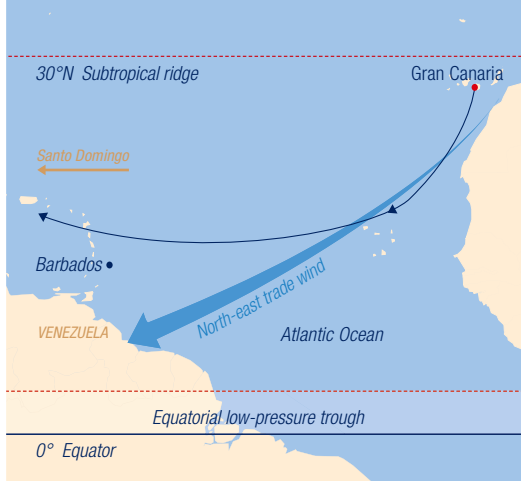 30°N Subtropical ridge
Gran Canaria
Santo Domingo
Barbados
North-east trade wind
VENEZUELA
Atlantic Ocean
Equatorial low-pressure trough
0° Equator